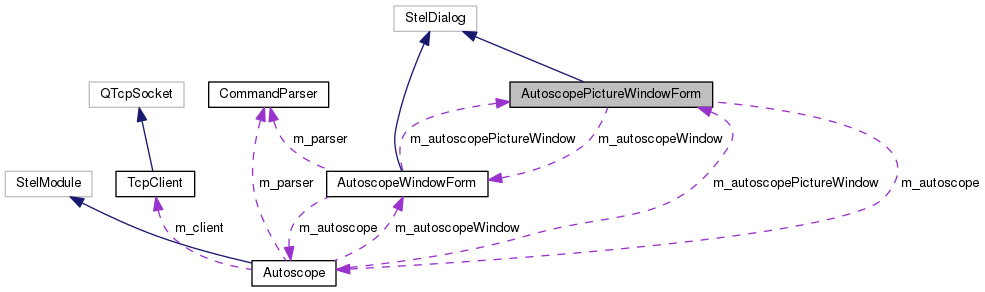 StelDialog
QTcpSocket
CommandParser
AutoscopePictureWindowForm
m_parser
m_autoscopePictureWindow
m_autoscopeWindow
StelModule
TcpClient
m_parser
AutoscopeWindowForm
m_autoscopePictureWindow
m_autoscope
m_client
m_autoscope
m_autoscopeWindow
Autoscope